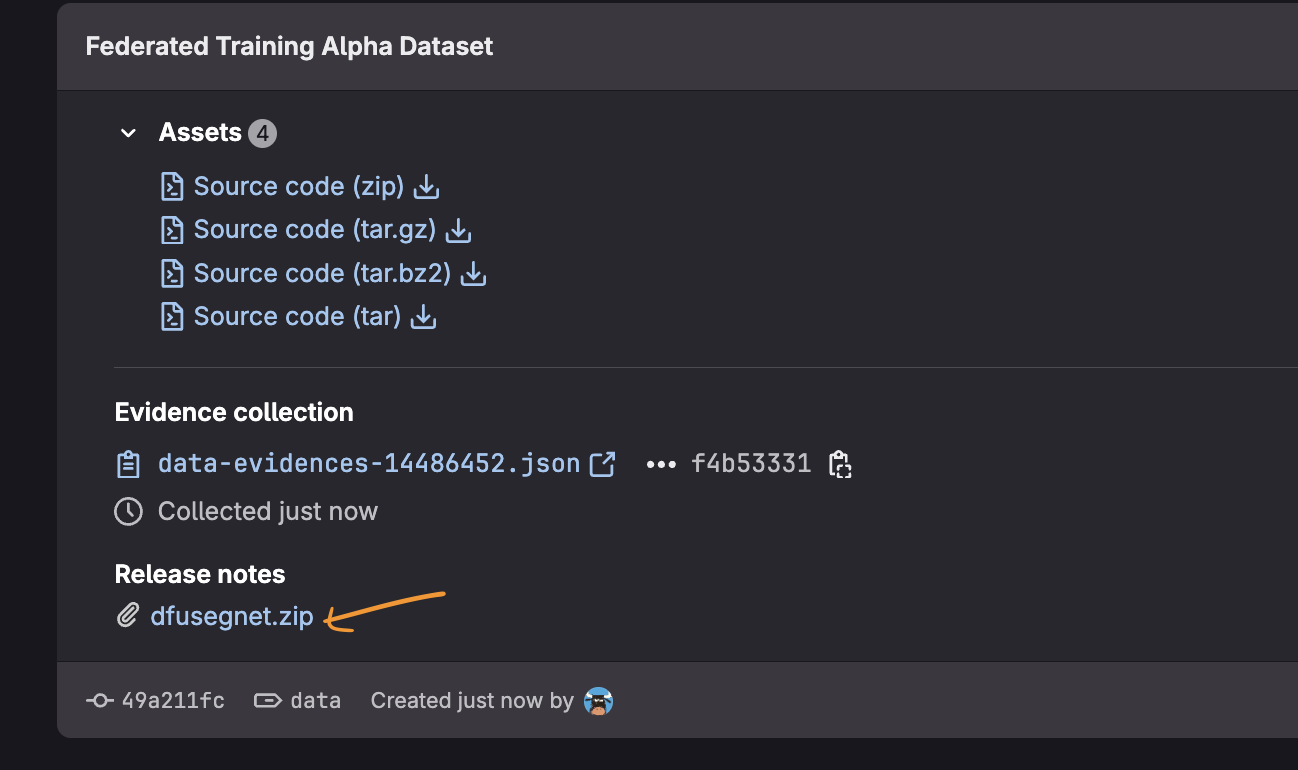 Federated Training Alpha Dataset
Assets 4
Source code (zip)
Source code (tar.gz)
Source code (tar.bz2)
Source code (tar)
Evidence collection
data-evidences-14486452.json ••• f4b53331
Collected just now
Release notes
dfusegnet.zip
49a211fc data Created just now by